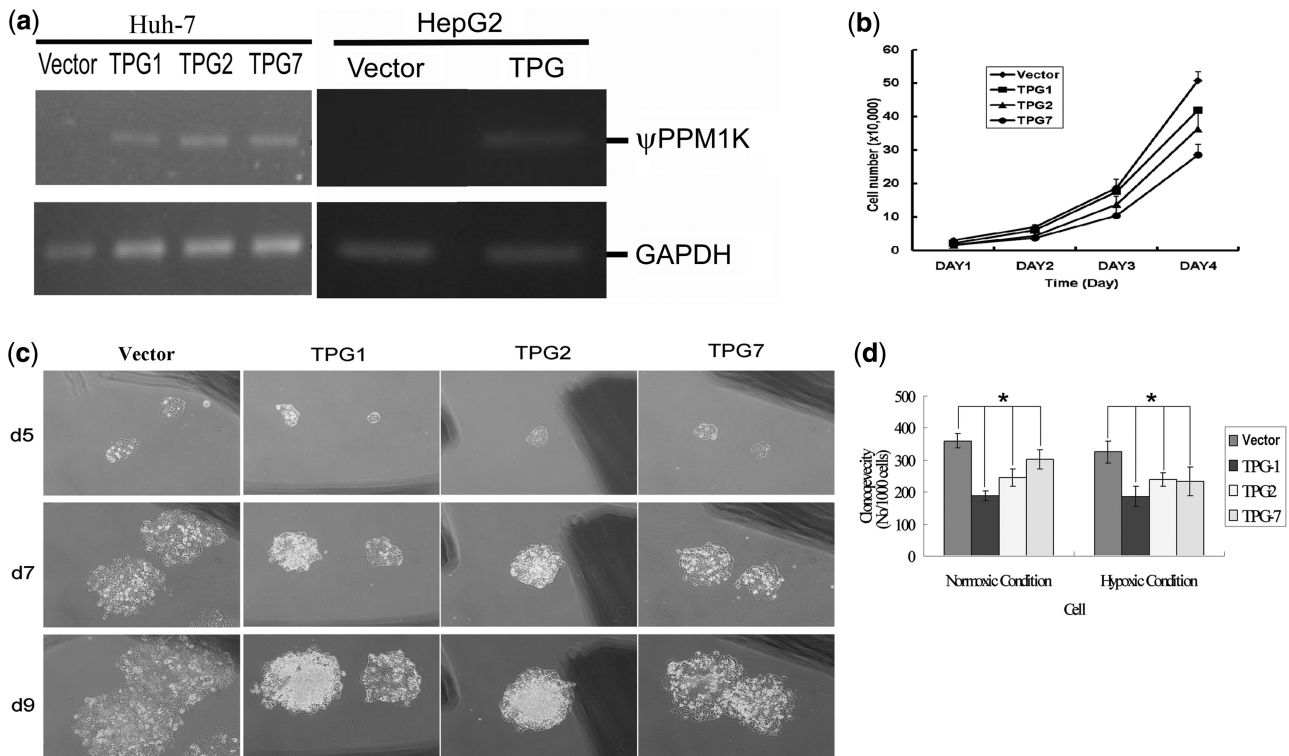 (a)
Huh-7
HepG2
Vector TPG1 TPG2 TPG7
Vector TPG
ψPPM1K
GAPDH
(b)
60
50
40
30
20
10
0
Cell number (x10,000)
Vector
TPG1
TPG2
TPG7
DAY1 DAY2 DAY3 DAY4
Time (Day)
(c)
Vector TPG1 TPG2 TPG7
d5
d7
d9
(d)
500
400
300
200
100
0
Clonogevecity
(No/1000 cells)
* *
Normoxic Condition Hypoxic Condition
Cell
Vector
TPG-1
TPG2
TPG-7